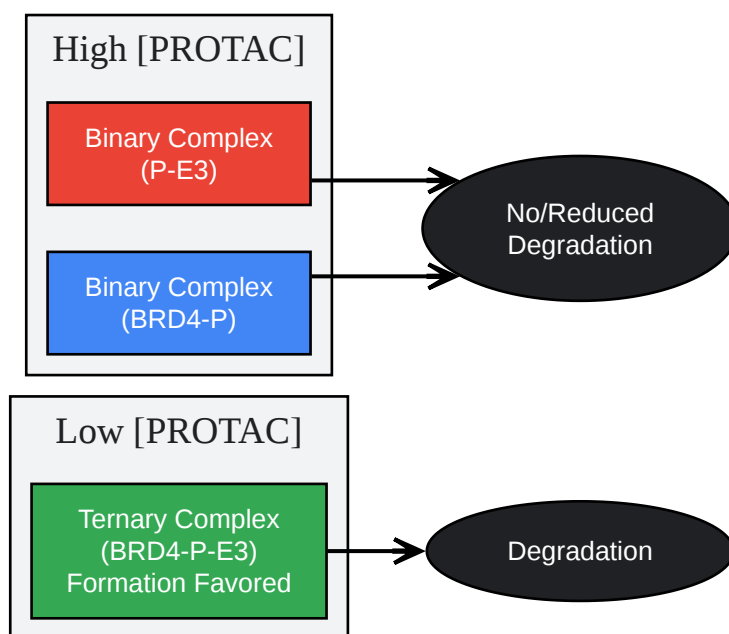 High [PROTAC]
Binary Complex
(P-E3)
Binary Complex
(BRD4-P)
No/Reduced
Degradation
Low [PROTAC]
Ternary Complex
(BRD4-P-E3)
Formation Favored
Degradation